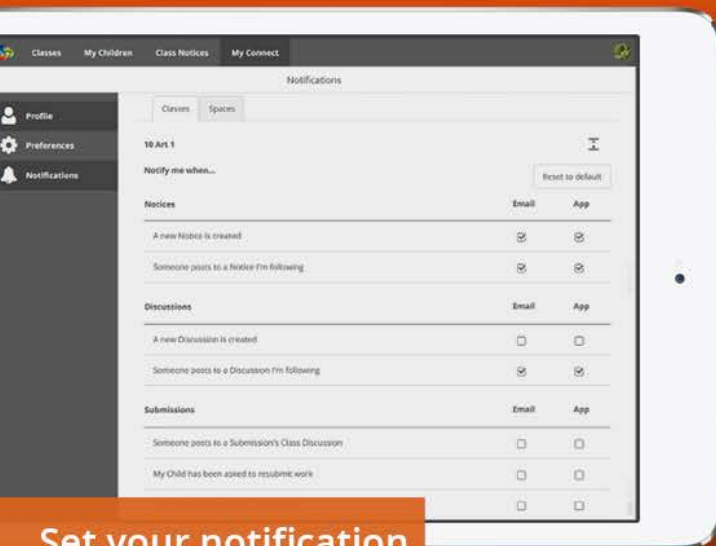 Classes My Children Class Notices My Connect
Notifications
Profile
Preferences
Notifications
Classes Spaces
10 Art 1
Notify me when...
Reset to default
Notices Email App
A new Notice is created
Someone posts to a Notice I'm following
Discussions Email App
A new Discussion is created
Someone posts to a Discussion I'm following
Submissions Email App
Someone posts to a Submission's Class Discussion
My Child has been asked to resubmit work
Set your notification